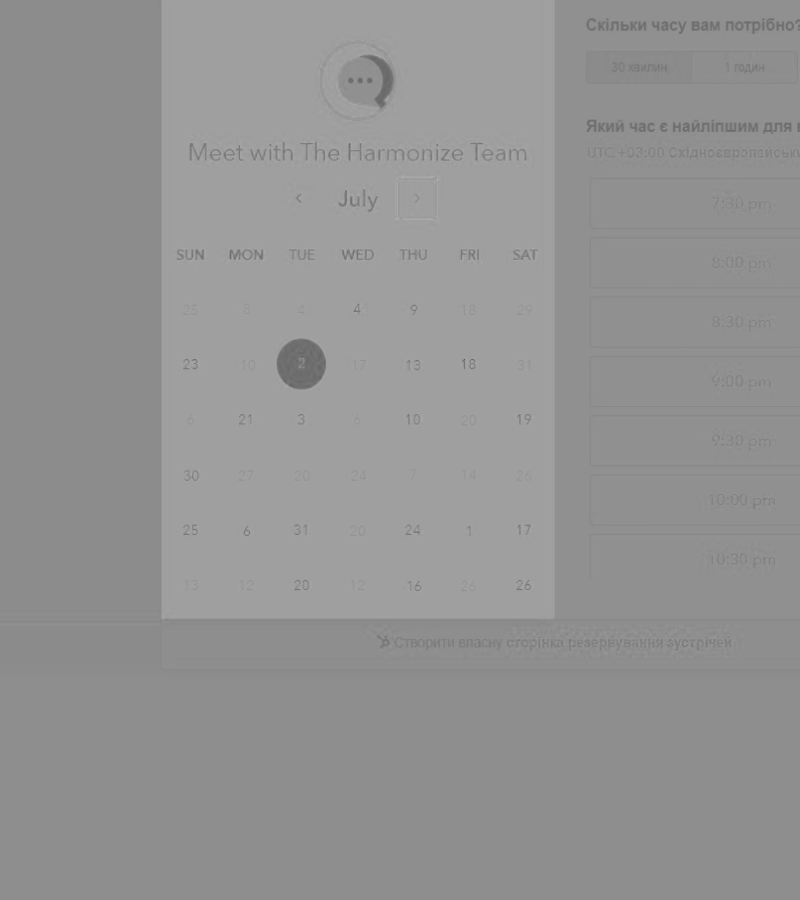 Meet with The Harmonize Team
July
SUN MON TUE WED THU FRI SAT
25 8 4 4 9 18 29
23 10 2 17 13 18 31
6 21 3 6 10 20 19
30 27 20 24 7 14 26
25 6 31 20 24 1 17
13 12 20 12 16 26 26
Скільки часу вам потрібно?
30 хвилин 1 годин
Який час є найліпшим для
UTC +03:00 Східноєвропейськ
7:30 pm
8:00 pm
8:30 pm
9:00 pm
9:30 pm
10:00 pm
10:30 pm
Створити власну сторінка резервування зустрічей